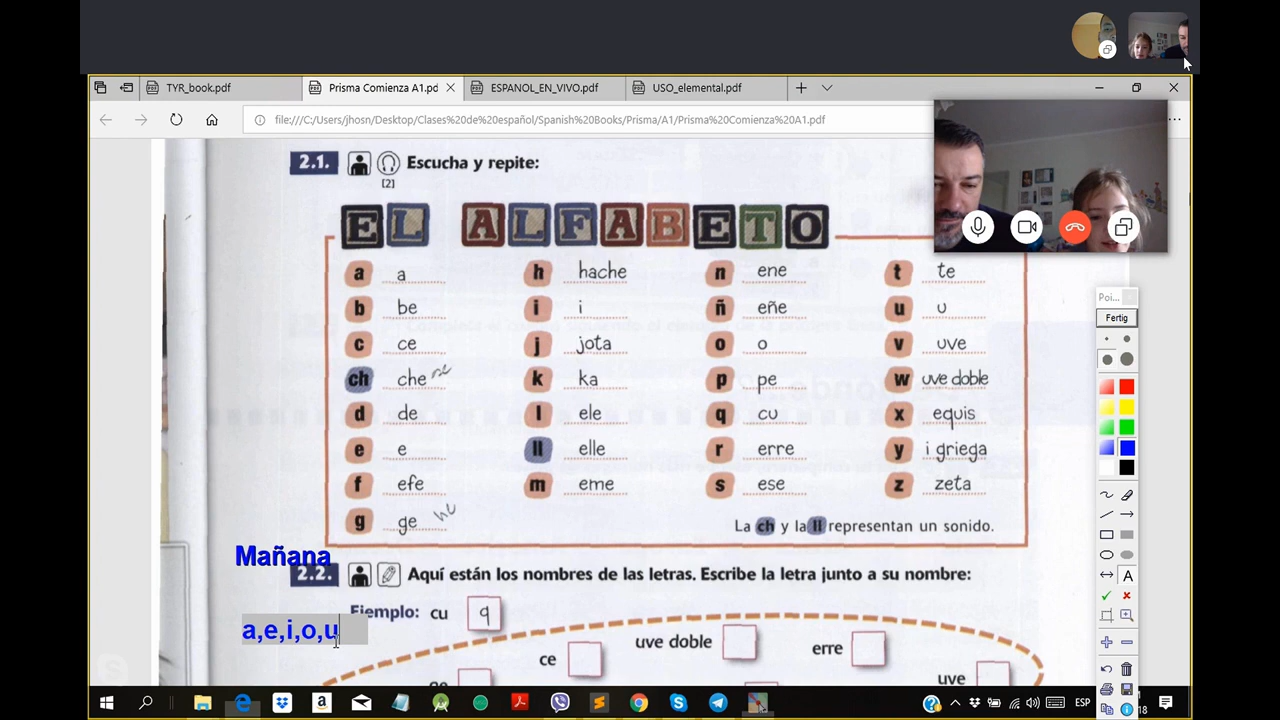 TYR_book.pdf
Prisma Comienza A1.pd
ESPANOL_EN_VIVO.pdf
USO_elemental.pdf
file:///C:/Users/jhosn/Desktop/Clases%20de%20español/Spanish%20Books/Prisma/A1/Prisma%20Comienza%20A1.pdf
2.1. Escucha y repite:
[2]
EL ALFABETO
a a h hache n ene t te
b be i i ñ eñe u u
c ce j jota o o v uve
ch che k ka p pe w uve doble
d de l ele q cu x equis
e e ll elle r erre y i griega
f efe m eme s ese z zeta
g ge
La ch y la ll representan un sonido.
Mañana
2.2. Aquí están los nombres de las letras. Escribe la letra junto a su nombre:
Ejemplo: cu q
a,e,i,o,u
uve doble
erre
ce
uve
Poi...
Fertig
A
ESP
18